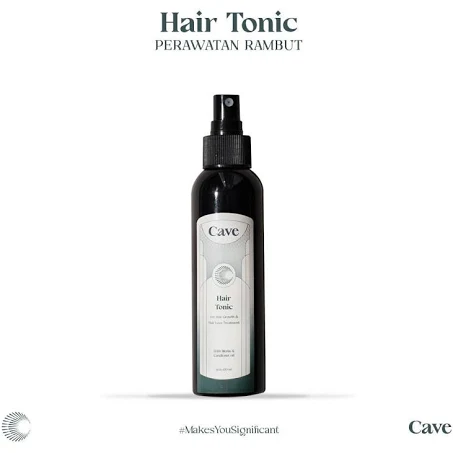 Hair Tonic
PERAWATAN RAMBUT
Cave
Hair
Tonic
#MakesYouSignificant
Cave